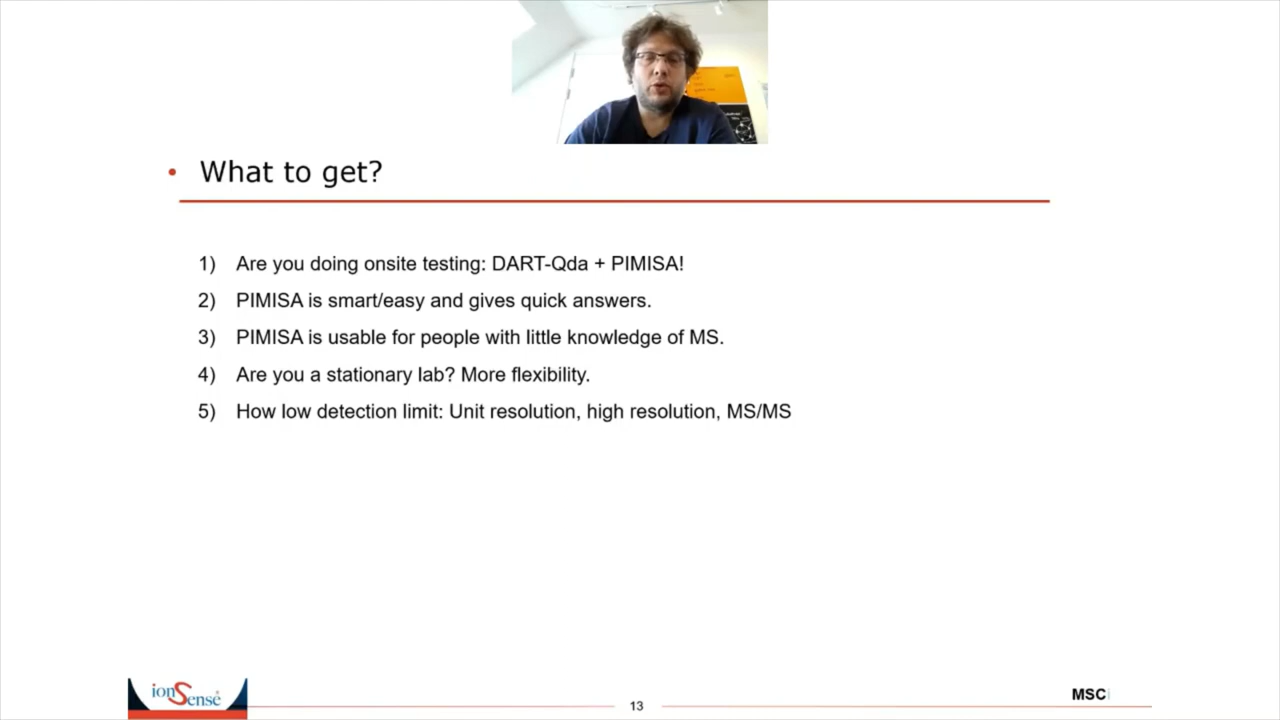 • What to get?
1) Are you doing onsite testing: DART-Qda + PIMISA!
2) PIMISA is smart/easy and gives quick answers.
3) PIMISA is usable for people with little knowledge of MS.
4) Are you a stationary lab? More flexibility.
5) How low detection limit: Unit resolution, high resolution, MS/MS
ionSense
13
MSC